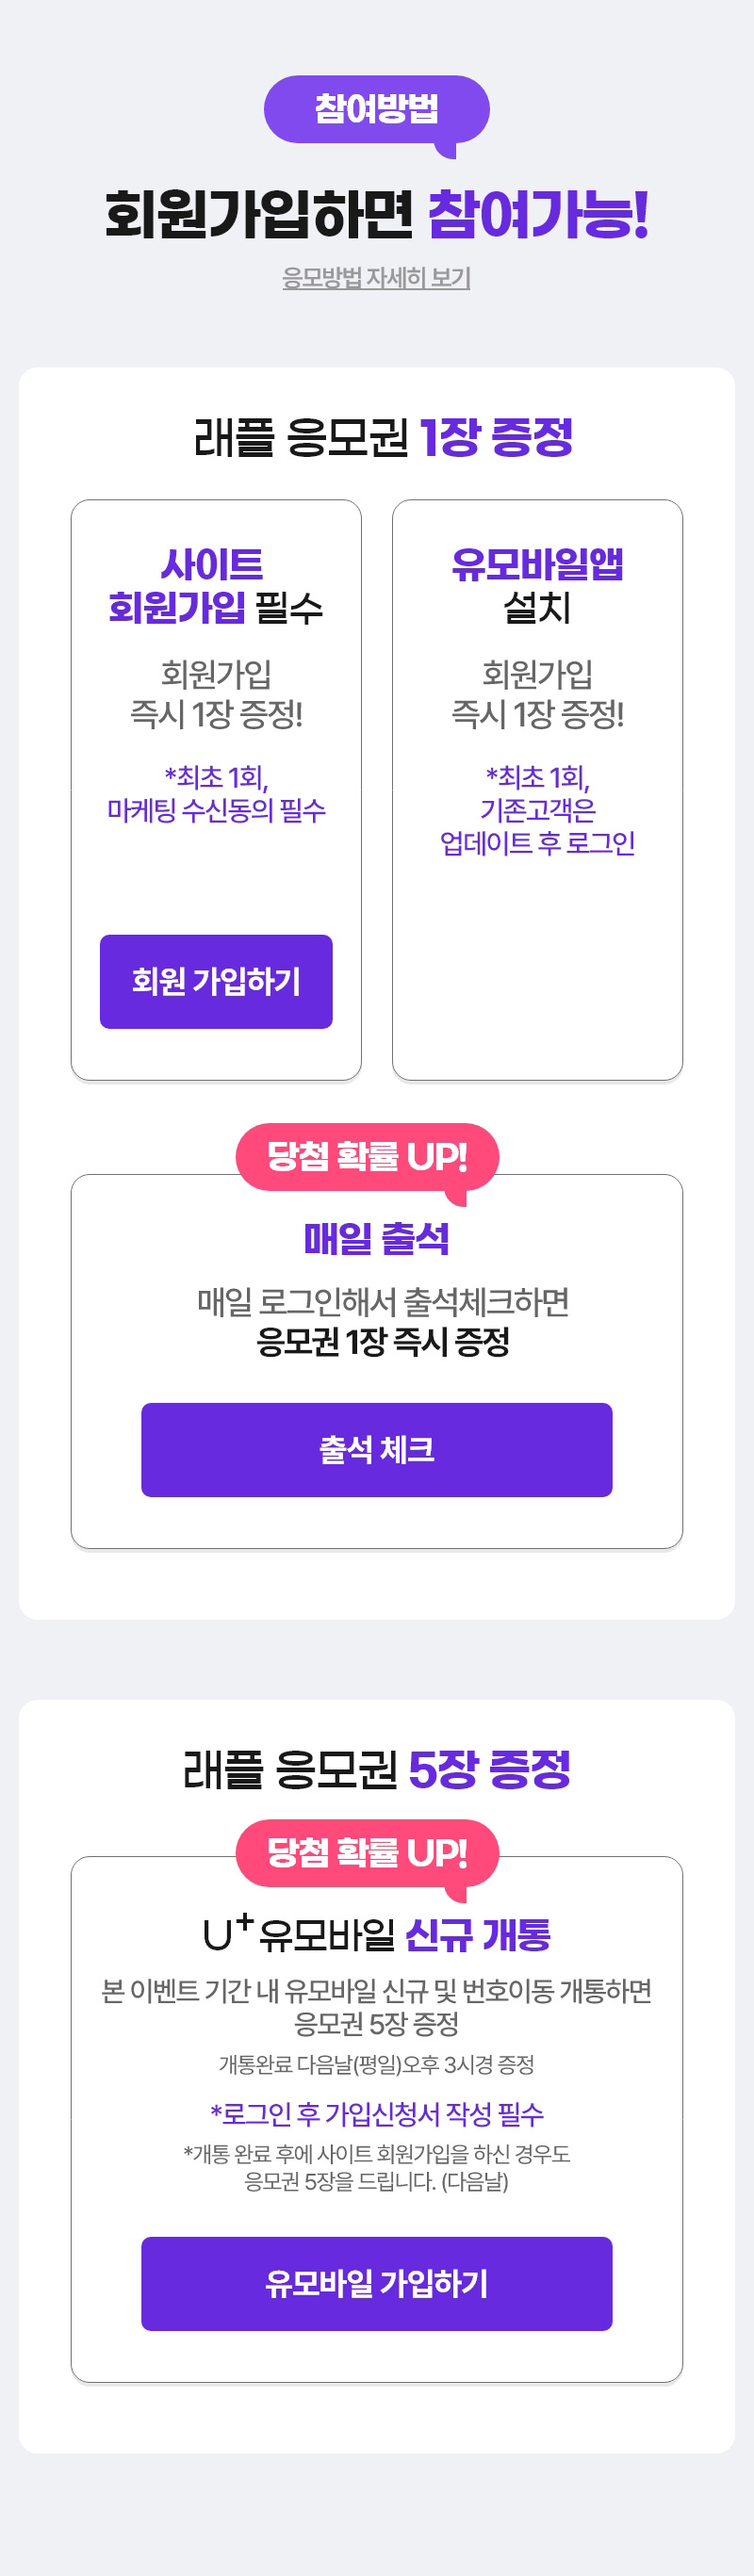 참여방법
회원가입하면 참여가능!
응모방법 자세히 보기
래플 응모권 1장 증정
사이트
회원가입 필수
회원가입
즉시 1장 증정!
*최초 1회,
마케팅 수신동의 필수
회원 가입하기
유모바일앱
설치
회원가입
즉시 1장 증정!
*최초 1회,
기존고객은
업데이트 후 로그인
당첨 확률 UP!
매일 출석
매일 로그인해서 출석체크하면
응모권 1장 즉시 증정
출석 체크
래플 응모권 5장 증정
당첨 확률 UP!
U+유모바일 신규 개통
본 이벤트 기간 내 유모바일 신규 및 번호이동 개통하면
응모권 5장 증정
개통완료 다음날(평일)오후 3시경 증정
*로그인 후 가입신청서 작성 필수
*개통 완료 후에 사이트 회원가입을 하신 경우도
응모권 5장을 드립니다. (다음날)
유모바일 가입하기